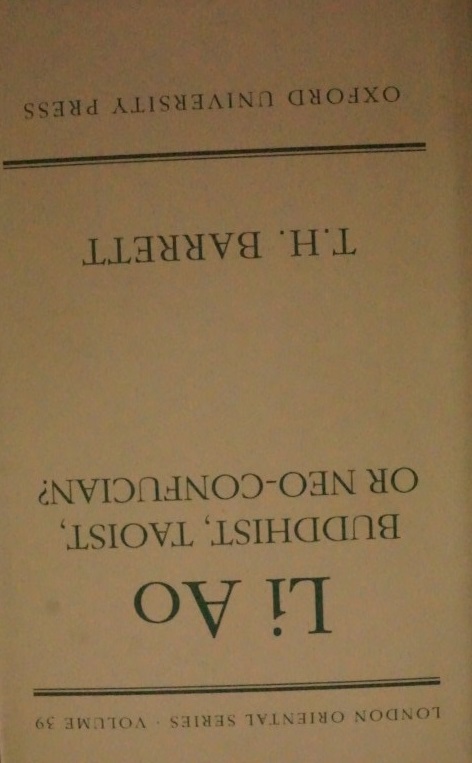 LONDON ORIENTAL SERIES · VOLUME 39
Li Ao
BUDDHIST, TAOIST,
OR NEO-CONFUCIAN?
T.H. BARRETT
OXFORD UNIVERSITY PRESS